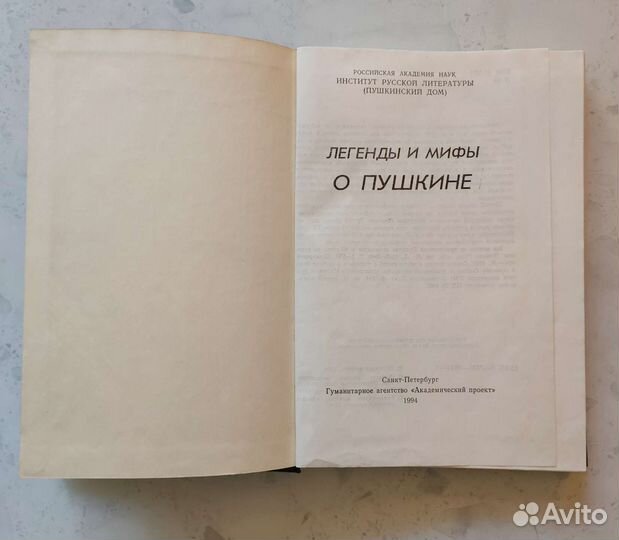 РОССИЙСКАЯ АКАДЕМИЯ НАУК
ИНСТИТУТ РУССКОЙ ЛИТЕРАТУРЫ
(ПУШКИНСКИЙ ДОМ)
ЛЕГЕНДЫ И МИФЫ
О ПУШКИНЕ
Санкт-Петербург
Гуманитарное агентство «Академический проект»
1994
Avito